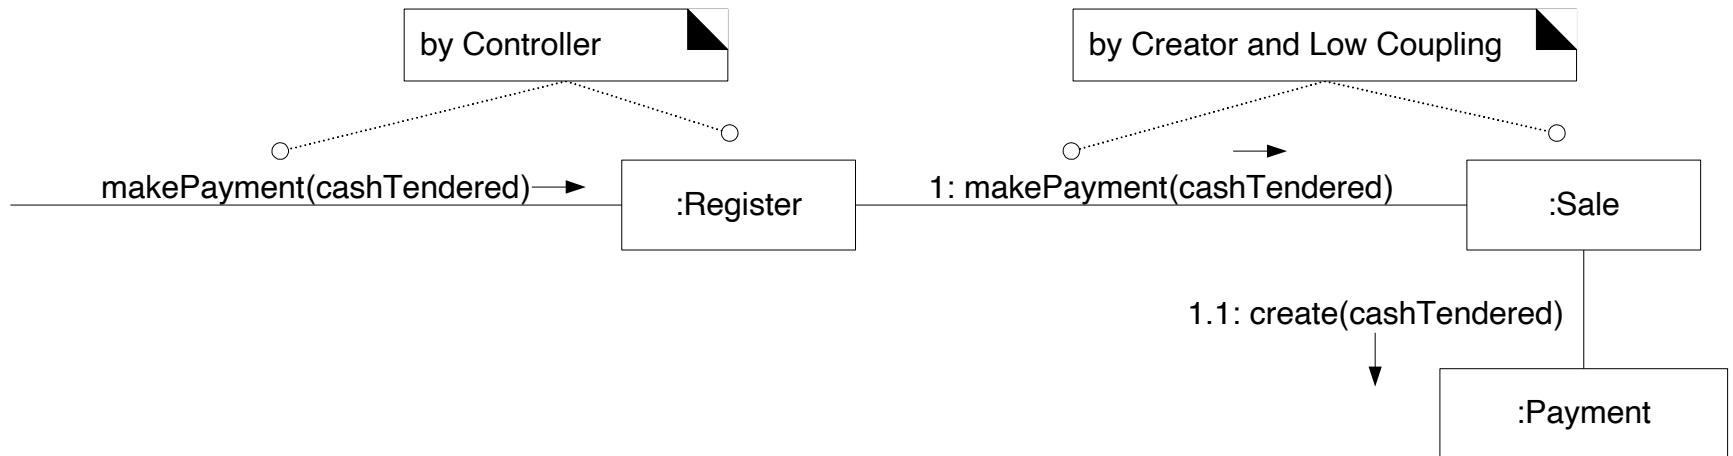 by Controller
by Creator and Low Coupling
makePayment(cashTendered)
:Register
1: makePayment(cashTendered)
:Sale
1.1: create(cashTendered)
:Payment